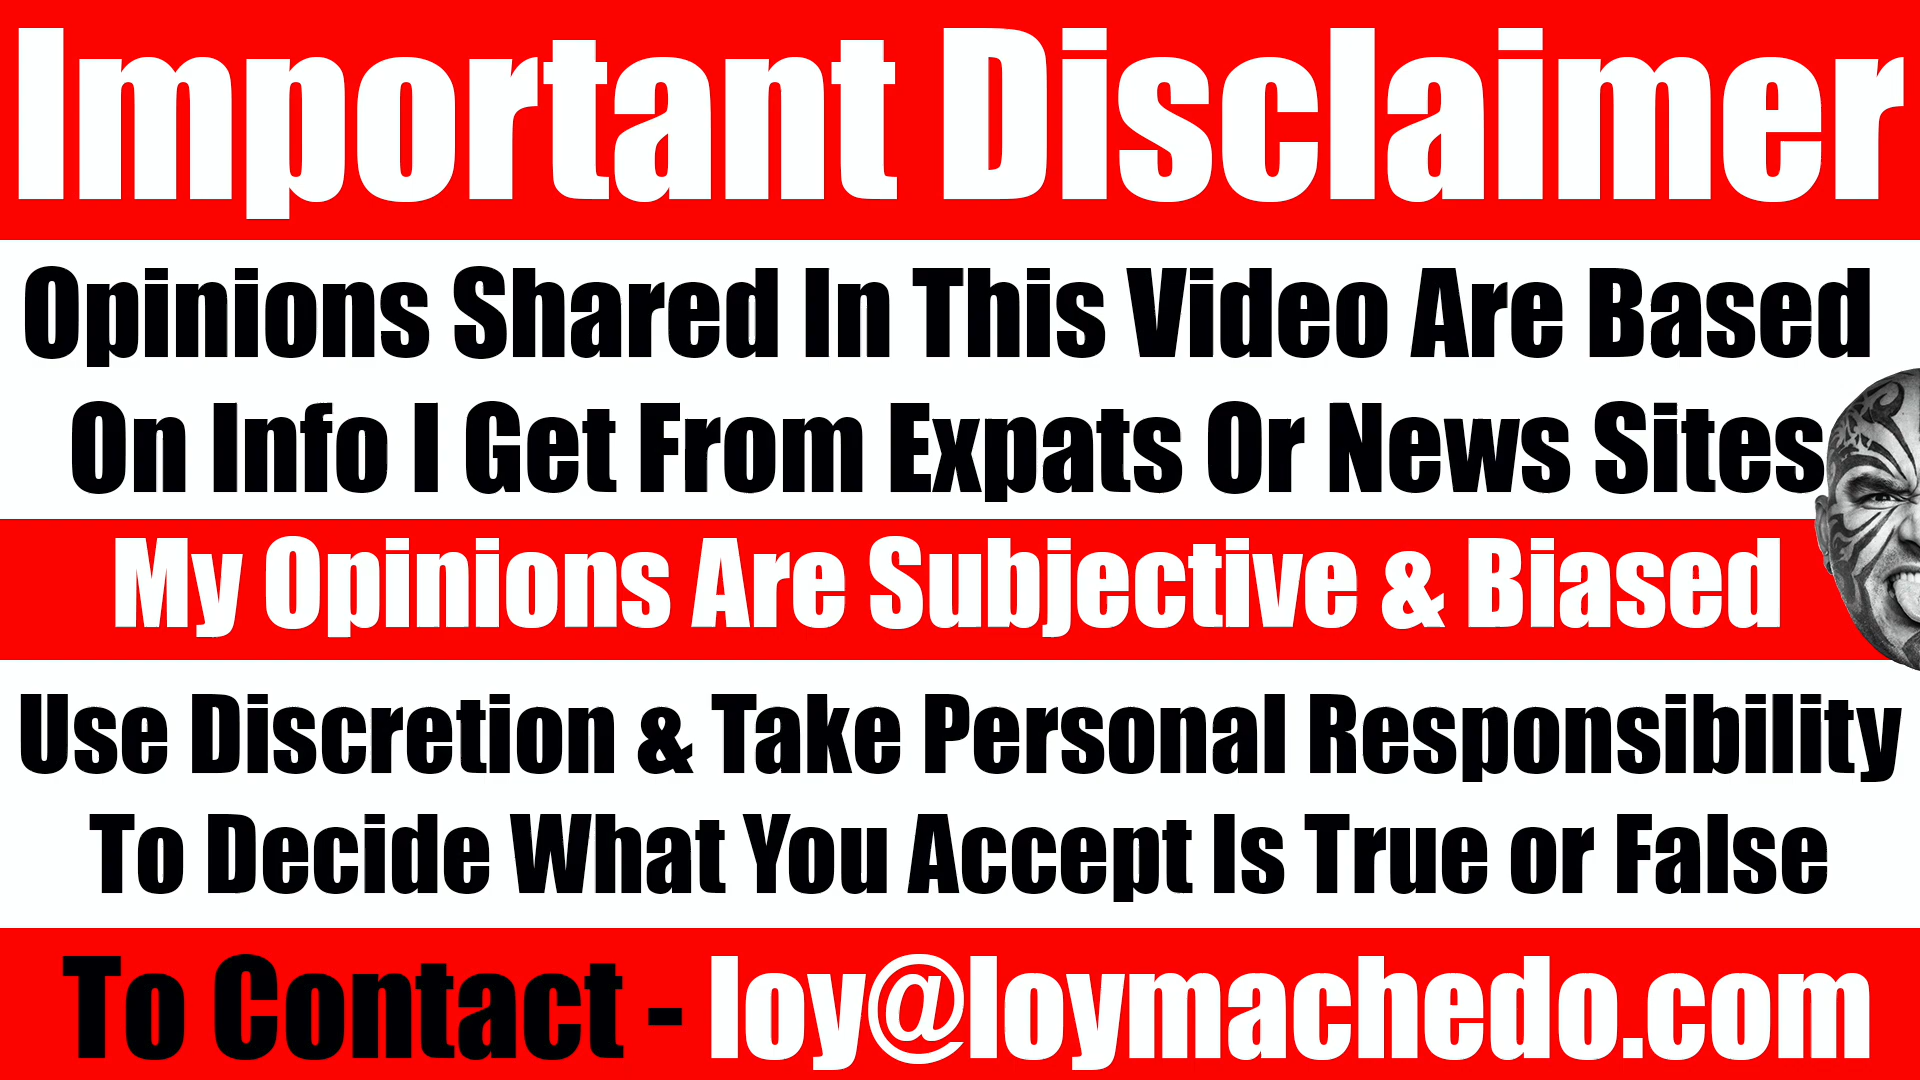 Important Disclaimer
Opinions Shared In This Video Are Based
On Info I Get From Expats Or News Sites
My Opinions Are Subjective & Biased
Use Discretion & Take Personal Responsibility
To Decide What You Accept Is True or False
To Contact - loy@loymachedo.com